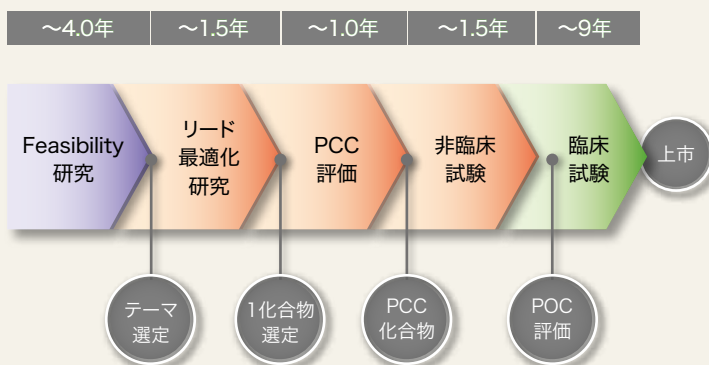 〜4.0年
〜1.5年
〜1.0年
〜1.5年
〜9年
Feasibility
研究
リード
最適化
研究
PCC
評価
非臨床
試験
臨床
試験
上市
テーマ
選定
1化合物
選定
PCC
化合物
POC
評価